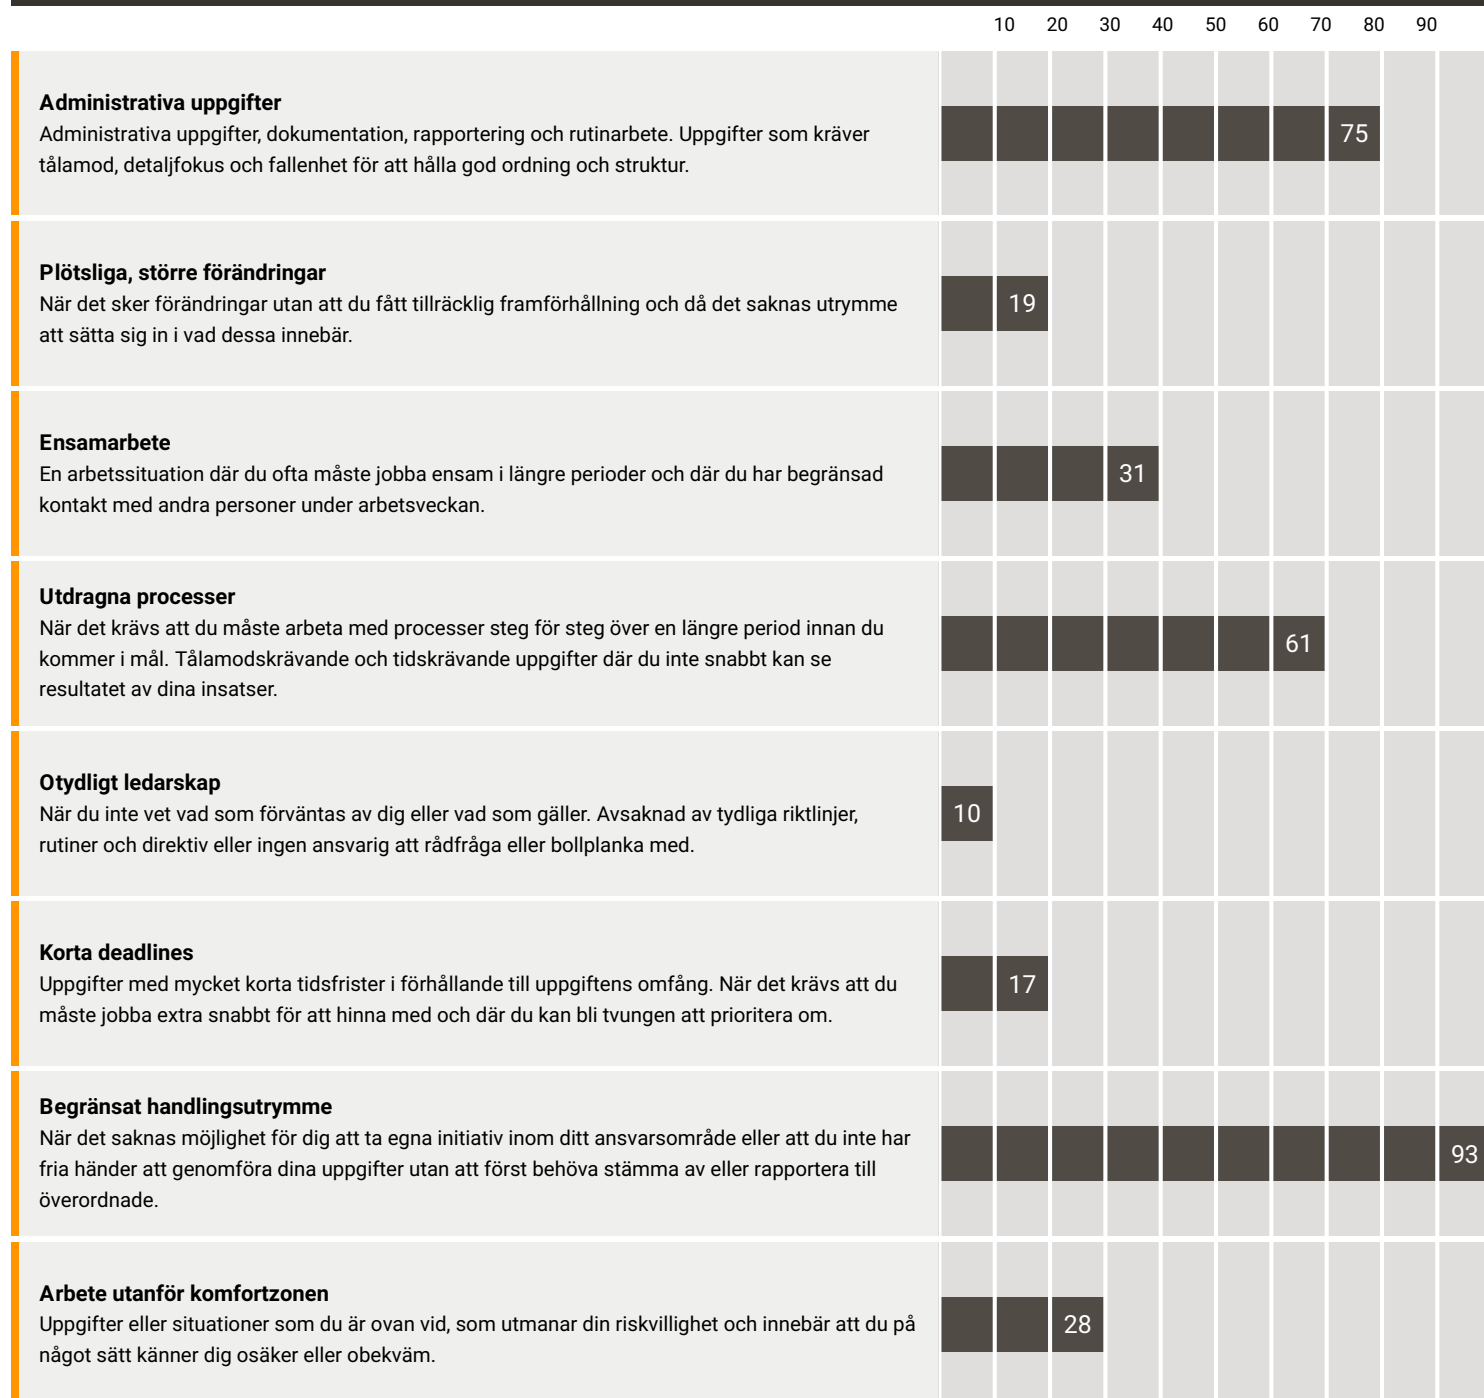 10 20 30 40 50 60 70 80 90
Administrativa uppgifter
Administrativa uppgifter, dokumentation, rapportering och rutinarbete. Uppgifter som kräver
tålamod, detaljfokus och fallenhet för att hålla god ordning och struktur.
75
Plötsliga, större förändringar
När det sker förändringar utan att du fått tillräcklig framförhållning och då det saknas utrymme
att sätta sig in i vad dessa innebär.
19
Ensamarbete
En arbetssituation där du ofta måste jobba ensam i längre perioder och där du har begränsad
kontakt med andra personer under arbetsveckan.
31
Utdragna processer
När det krävs att du måste arbeta med processer steg för steg över en längre period innan du
kommer i mål. Tålamodskrävande och tidskrävande uppgifter där du inte snabbt kan se
resultatet av dina insatser.
61
Otydligt ledarskap
När du inte vet vad som förväntas av dig eller vad som gäller. Avsaknad av tydliga riktlinjer,
rutiner och direktiv eller ingen ansvarig att rådfråga eller bollplanka med.
10
Korta deadlines
Uppgifter med mycket korta tidsfrister i förhållande till uppgiftens omfång. När det krävs att du
måste jobba extra snabbt för att hinna med och där du kan bli tvungen att prioritera om.
17
Begränsat handlingsutrymme
När det saknas möjlighet för dig att ta egna initiativ inom ditt ansvarsområde eller att du inte har
fria händer att genomföra dina uppgifter utan att först behöva stämma av eller rapportera till
överordnade.
93
Arbete utanför komfortzonen
Uppgifter eller situationer som du är ovan vid, som utmanar din riskvillighet och innebär att du på
något sätt känner dig osäker eller obekväm.
28